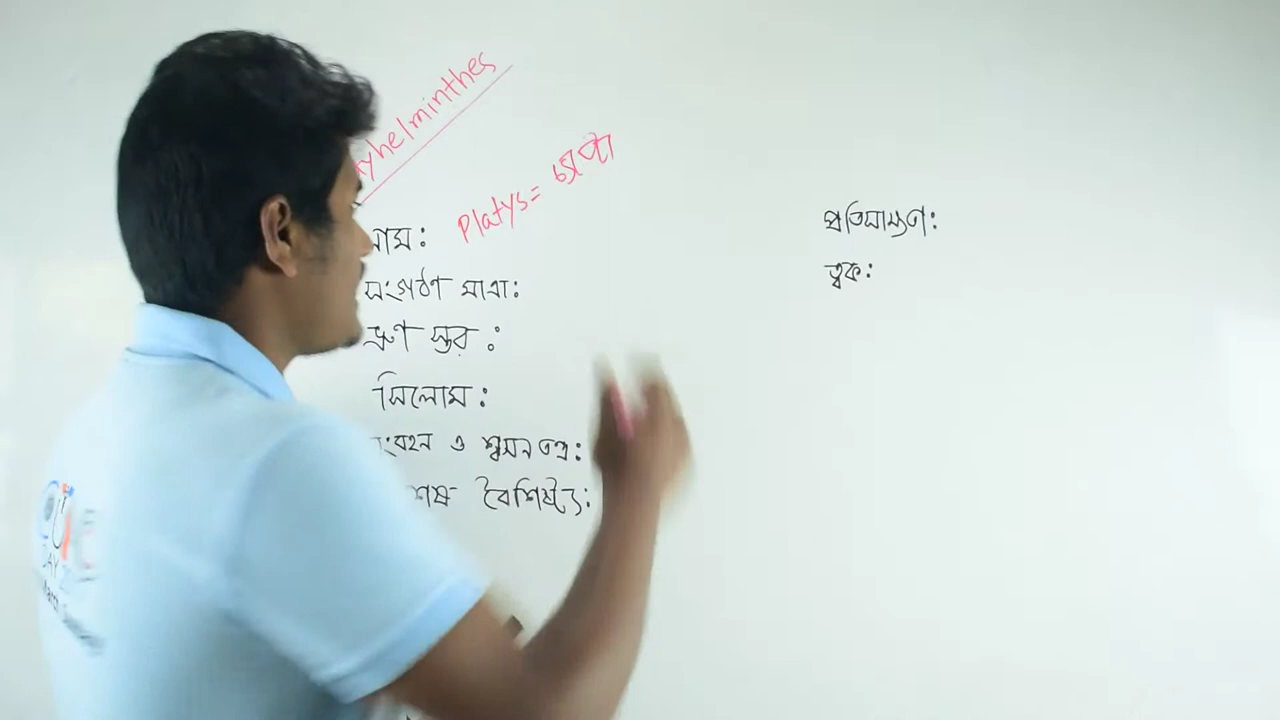 yhelminthes
Platys = চ্যাপ্টা
নাম:
সংগঠন মাত্রা:
ভ্রূণ স্তর:
সিলোম:
ংবহন ও শ্বসনতন্ত্র:
শেষ বৈশিষ্ট্য:
প্রতিসাম্যতা:
ত্বক: